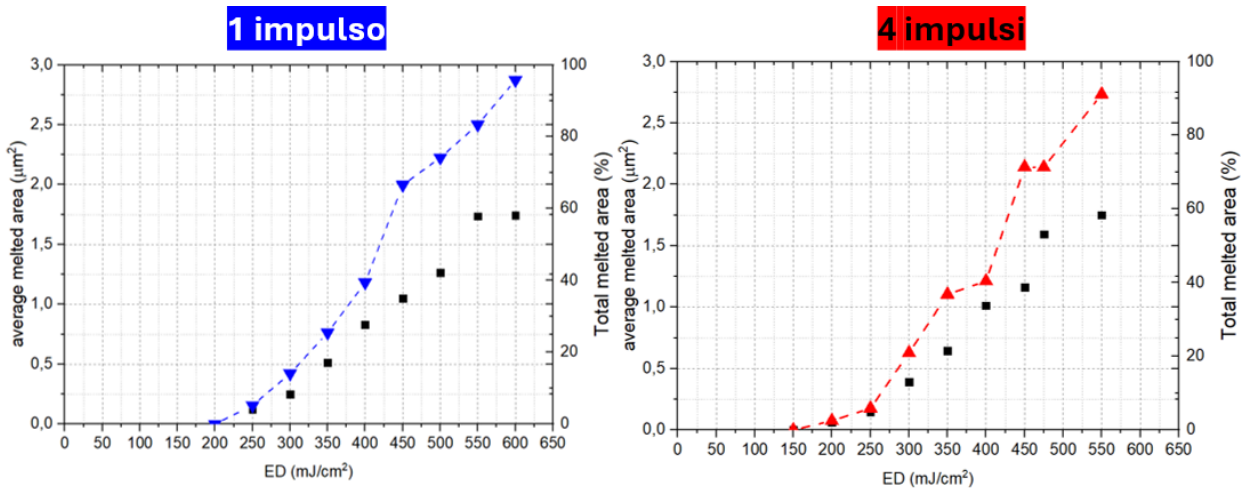 1 impulso
4 impulsi
3,0
2,5
2,0
1,5
1,0
0,5
0,0
average melted area (μm²)
100
80
60
40
20
0
Total melted area (%)
0 50 100 150 200 250 300 350 400 450 500 550 600 650
ED (mJ/cm²)
3,0
2,5
2,0
1,5
1,0
0,5
0,0
average melted area (μm²)
100
80
60
40
20
0
Total melted area (%)
0 50 100 150 200 250 300 350 400 450 500 550 600 650
ED (mJ/cm²)